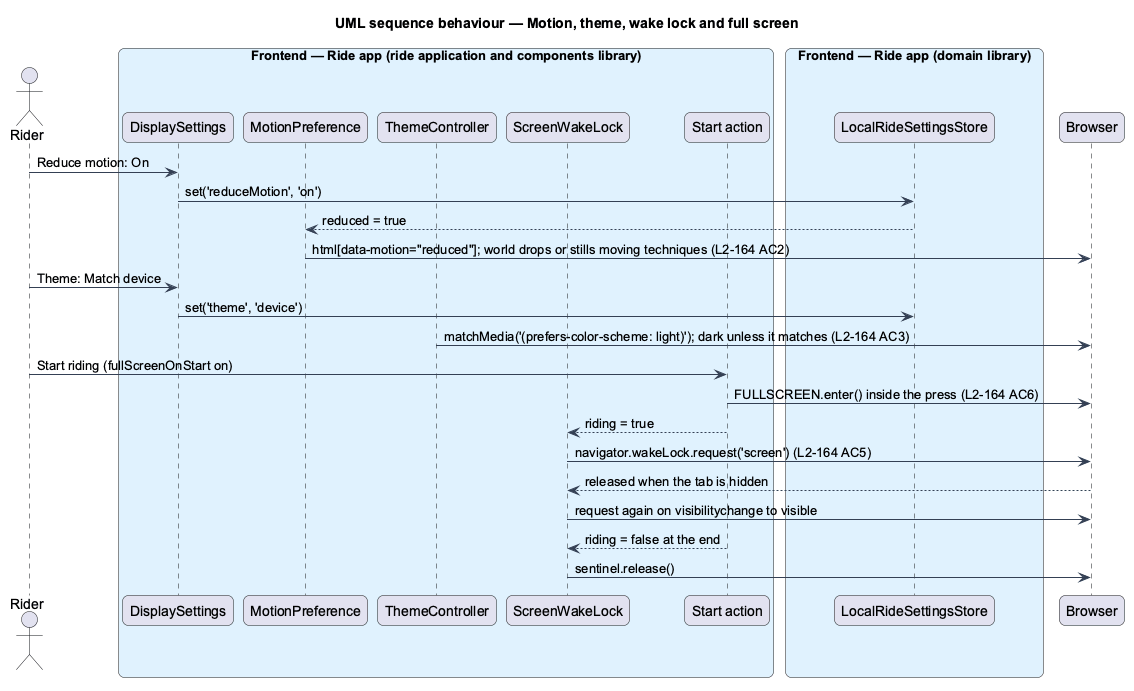 UML sequence behaviour — Motion, theme, wake lock and full screen
Frontend — Ride app (ride application and components library)
Frontend — Ride app (domain library)
Rider
DisplaySettings
MotionPreference
ThemeController
ScreenWakeLock
Start action
LocalRideSettingsStore
Browser
Reduce motion: On
set('reduceMotion', 'on')
reduced = true
html[data-motion="reduced"]; world drops or stills moving techniques (L2-164 AC2)
Theme: Match device
set('theme', 'device')
matchMedia('(prefers-color-scheme: light)'); dark unless it matches (L2-164 AC3)
Start riding (fullScreenOnStart on)
FULLSCREEN.enter() inside the press (L2-164 AC6)
riding = true
navigator.wakeLock.request('screen') (L2-164 AC5)
released when the tab is hidden
request again on visibilitychange to visible
riding = false at the end
sentinel.release()
Rider
DisplaySettings
MotionPreference
ThemeController
ScreenWakeLock
Start action
LocalRideSettingsStore
Browser